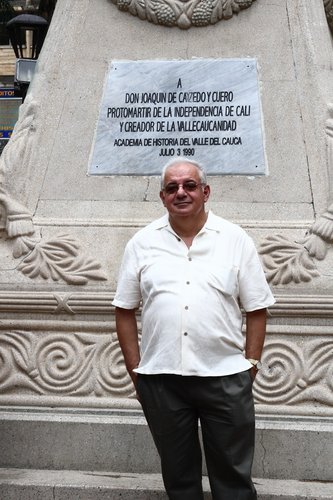 A
DON JOAQUIN DE CAYZEDO Y CUERO
PROTOMARTIR DE LA INDEPENDENCIA DE CALI
Y CREADOR DE LA VALLECAUCANIDAD
ACADEMIA DE HISTORIA DEL VALLE DEL CAUCA
JULIO 3 1990